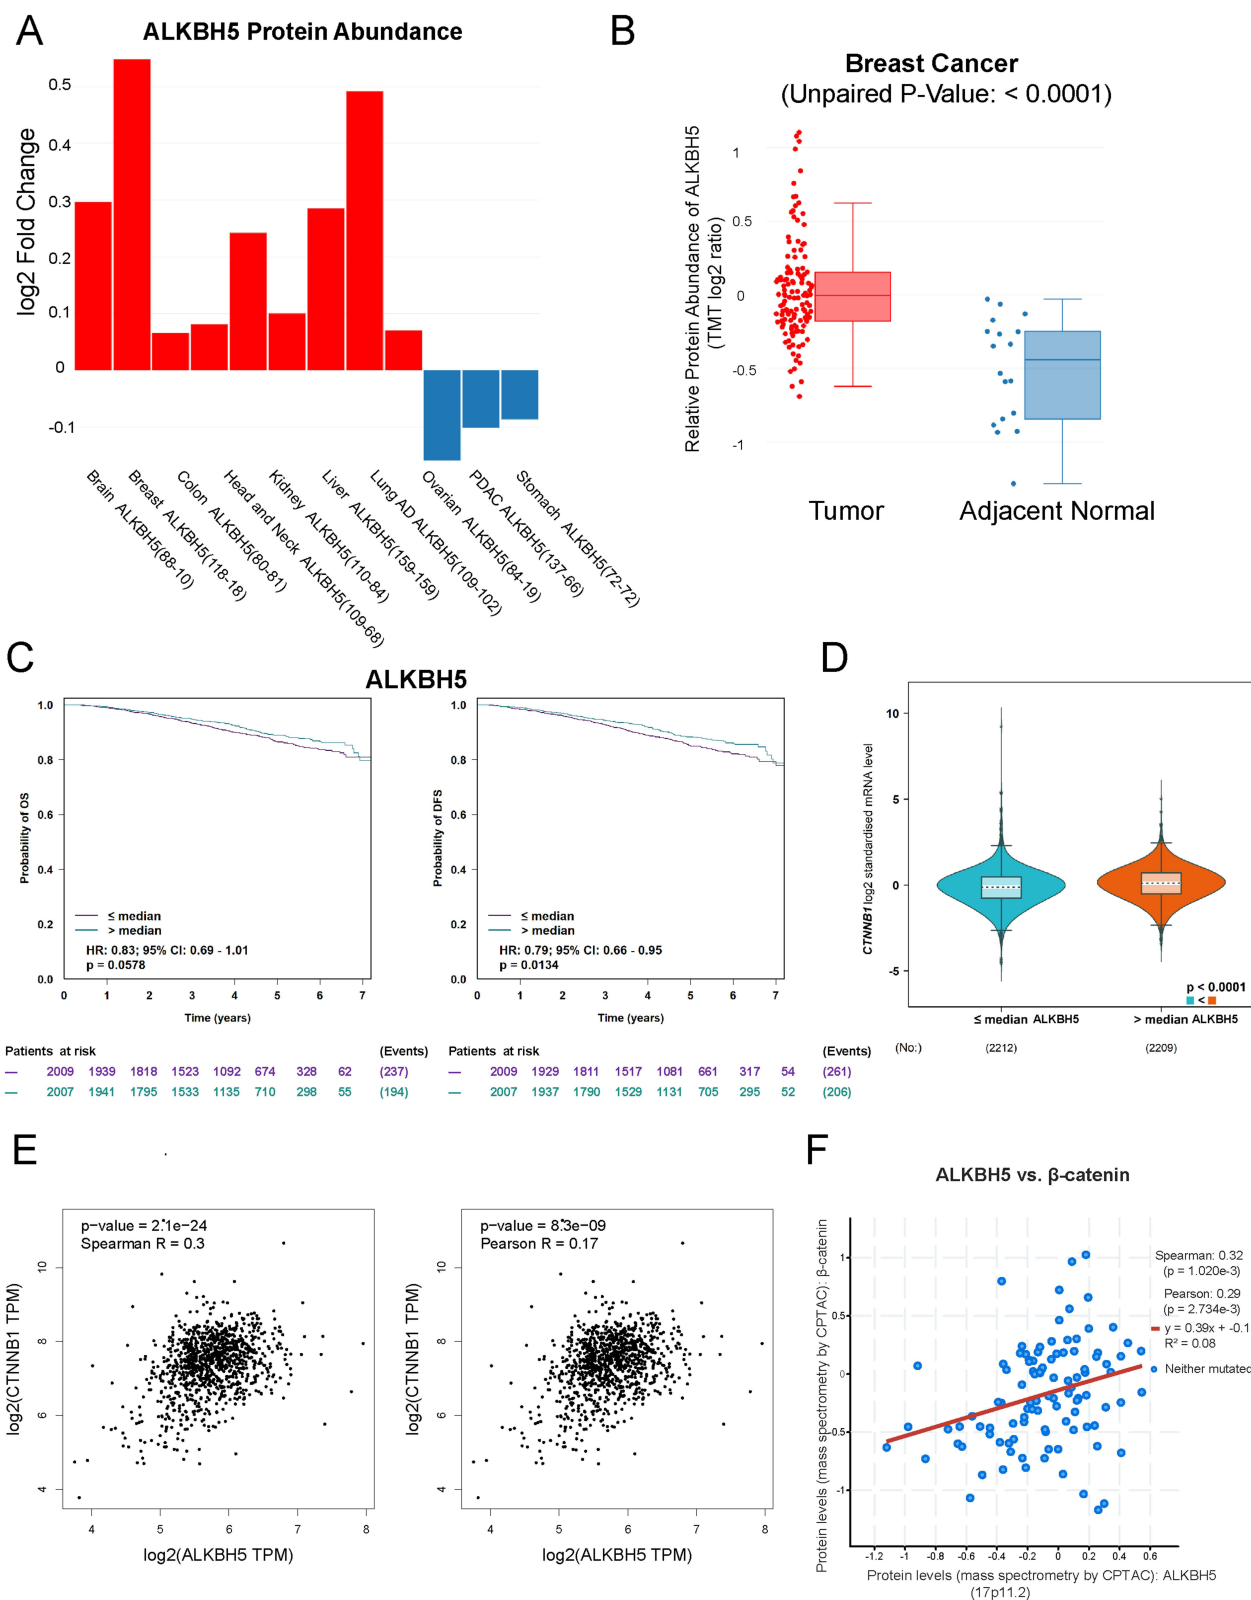 A
ALKBH5 Protein Abundance
log2 Fold Change
0.5
0.4
0.3
0.2
0.1
0
-0.1
Brain ALKBH5(88-10)
Breast ALKBH5(118-18)
Colon ALKBH5(80-81)
Head and Neck ALKBH5(109-68)
Kidney ALKBH5(110-84)
Liver ALKBH5(159-159)
Lung AD ALKBH5(109-102)
Ovarian ALKBH5(84-19)
PDAC ALKBH5(137-66)
Stomach ALKBH5(72-72)
B
Breast Cancer
(Unpaired P-Value: < 0.0001)
Relative Protein Abundance of ALKBH5
(TMT log2 ratio)
1
0.5
0
-0.5
-1
Tumor
Adjacent Normal
C
ALKBH5
Probability of OS
1.0
0.8
0.6
0.4
0.2
0.0
≤ median
> median
HR: 0.83; 95% CI: 0.69 - 1.01
p = 0.0578
0 1 2 3 4 5 6 7
Time (years)
Patients at risk (Events)
— 2009 1939 1818 1523 1092 674 328 62 (237)
— 2007 1941 1795 1533 1135 710 298 55 (194)
Probability of DFS
1.0
0.8
0.6
0.4
0.2
0.0
≤ median
> median
HR: 0.79; 95% CI: 0.66 - 0.95
p = 0.0134
0 1 2 3 4 5 6 7
Time (years)
Patients at risk (Events)
— 2009 1929 1811 1517 1081 661 317 54 (261)
— 2007 1937 1790 1529 1131 705 295 52 (206)
D
CTNNB1 log2 standardised mRNA level
10
5
0
-5
p < 0.0001
<
≤ median ALKBH5 > median ALKBH5
(No:) (2212) (2209)
E
p-value = 2.1e-24
Spearman R = 0.3
log2(CTNNB1 TPM)
10
8
6
4
4 5 6 7 8
log2(ALKBH5 TPM)
p-value = 8.3e-09
Pearson R = 0.17
log2(CTNNB1 TPM)
10
8
6
4
4 5 6 7 8
log2(ALKBH5 TPM)
F
ALKBH5 vs. β-catenin
Protein levels (mass spectrometry by CPTAC): β-catenin
1
0.5
0
-0.5
-1
-1.2 -1 -0.8 -0.6 -0.4 -0.2 0 0.2 0.4 0.6
Protein levels (mass spectrometry by CPTAC): ALKBH5
(17p11.2)
Spearman: 0.32
(p = 1.020e-3)
Pearson: 0.29
(p = 2.734e-3)
y = 0.39x + -0.1
R² = 0.08
Neither mutated